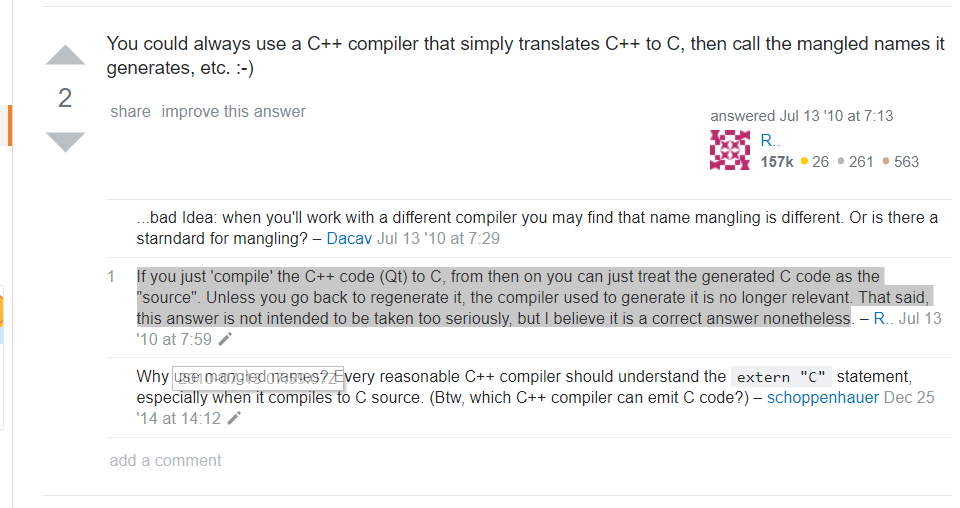 You could always use a C++ compiler that simply translates C++ to C, then call the mangled names it
generates, etc. :-)
2
share improve this answer
answered Jul 13 '10 at 7:13
R..
157k 26 261 563
...bad Idea: when you'll work with a different compiler you may find that name mangling is different. Or is there a
starndard for mangling? – Dacav Jul 13 '10 at 7:29
1 If you just 'compile' the C++ code (Qt) to C, from then on you can just treat the generated C code as the
"source". Unless you go back to regenerate it, the compiler used to generate it is no longer relevant. That said,
this answer is not intended to be taken too seriously, but I believe it is a correct answer nonetheless. – R.. Jul 13
'10 at 7:59
Why use mangled names? Every reasonable C++ compiler should understand the extern "C" statement,
especially when it compiles to C source. (Btw, which C++ compiler can emit C code?) – schoppenhauer Dec 25
'14 at 14:12
add a comment